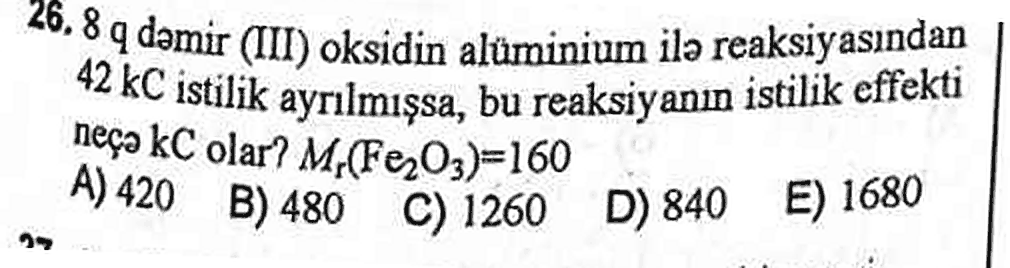 26. 8 q dəmir (III) oksidin alüminium ilə reaksiyasından
42 kC istilik ayrılmışsa, bu reaksiyanın istilik effekti
neçə kC olar? Mᵣ(Fe₂O₃)=160
A) 420 B) 480 C) 1260 D) 840 E) 1680
27